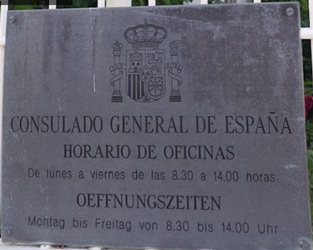 CONSULADO GENERAL DE ESPAÑA
HORARIO DE OFICINAS
De lunes a viernes de las 8.30 a 14.00 horas
OEFFNUNGSZEITEN
Montag bis Freitag von 8.30 bis 14.00 Uhr